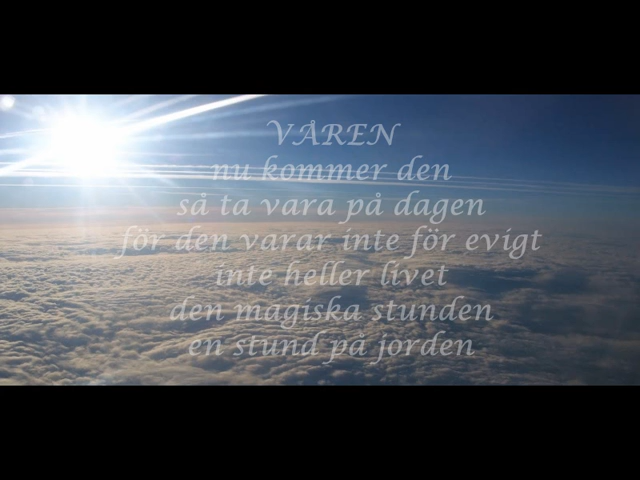 VÅREN
nu kommer den
så ta vara på dagen
för den varar inte för evigt
inte heller livet
den magiska stunden
en stund på jorden